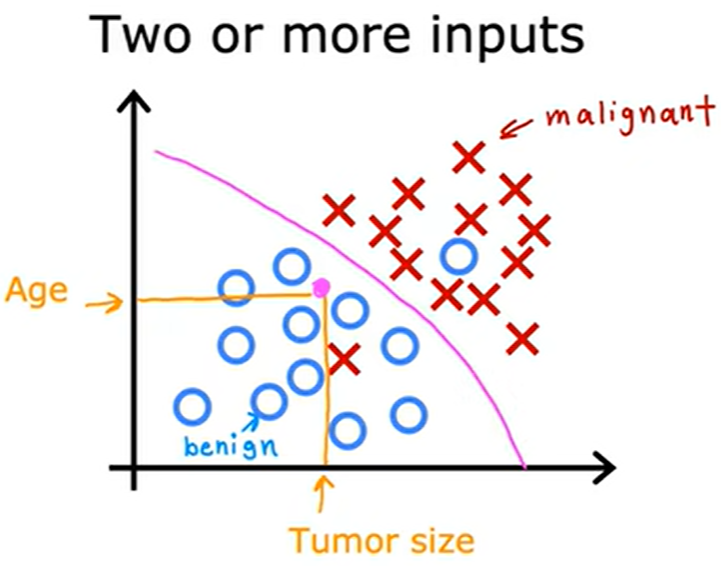 Two or more inputs
malignant
Age
benign
Tumor size